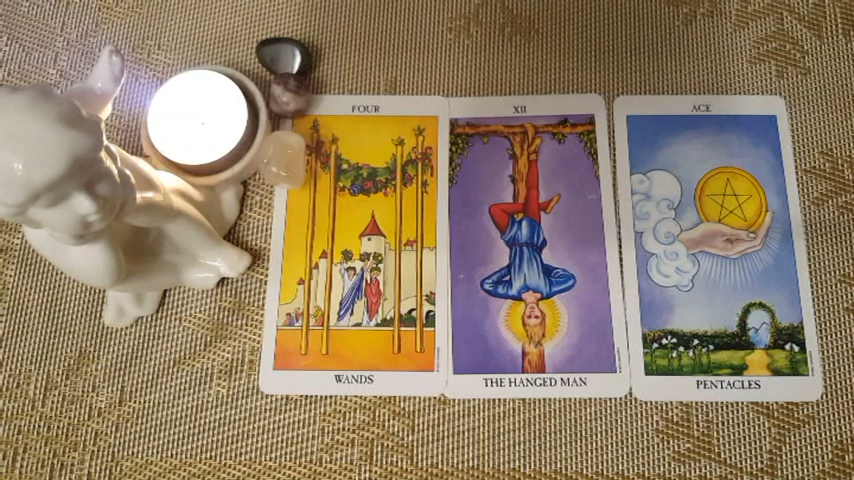 FOUR
WANDS
XII
THE HANGED MAN
ACE
PENTACLES